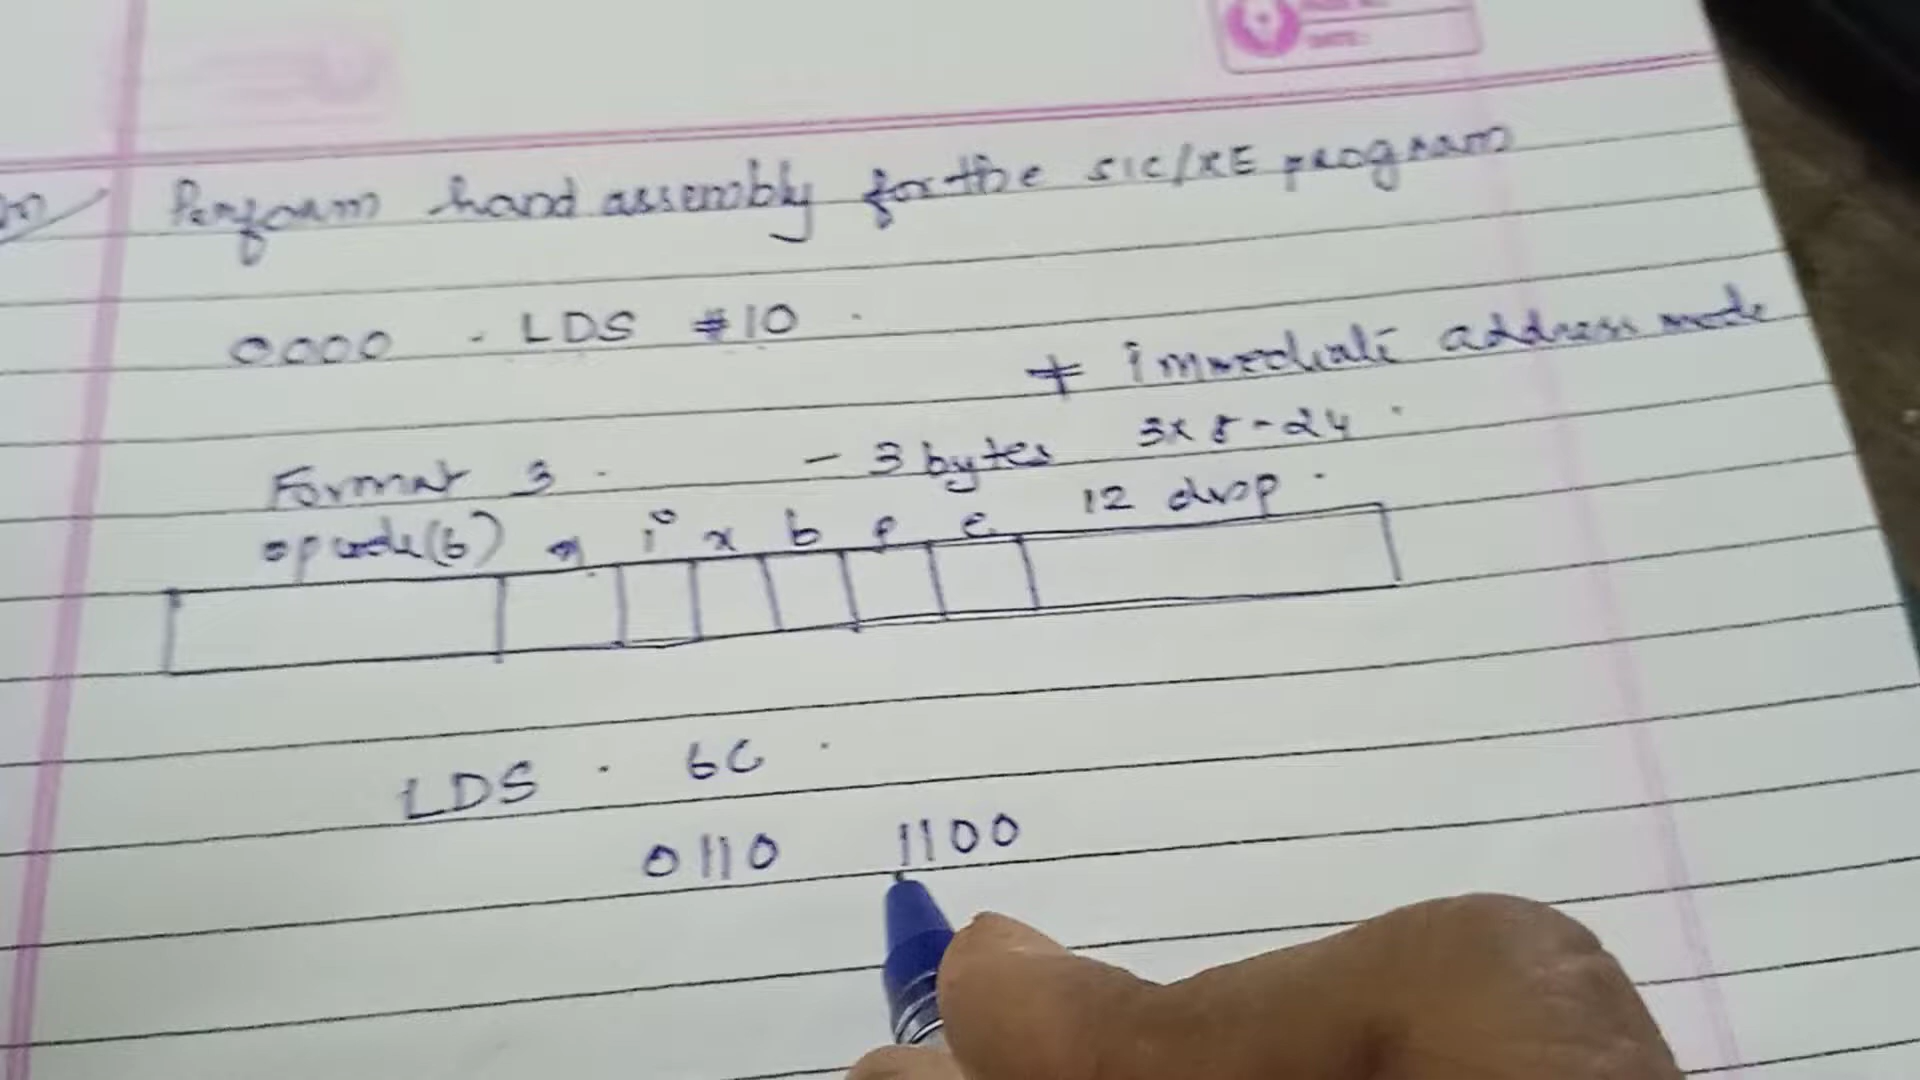 Perform hand assembly for the SIC/XE program
0000 - LDS #10
# immediate address mode
Format 3 - 3 bytes 3x8-24
opcode(6) n i x b p e 12 disp
LDS 6C
0110 1100